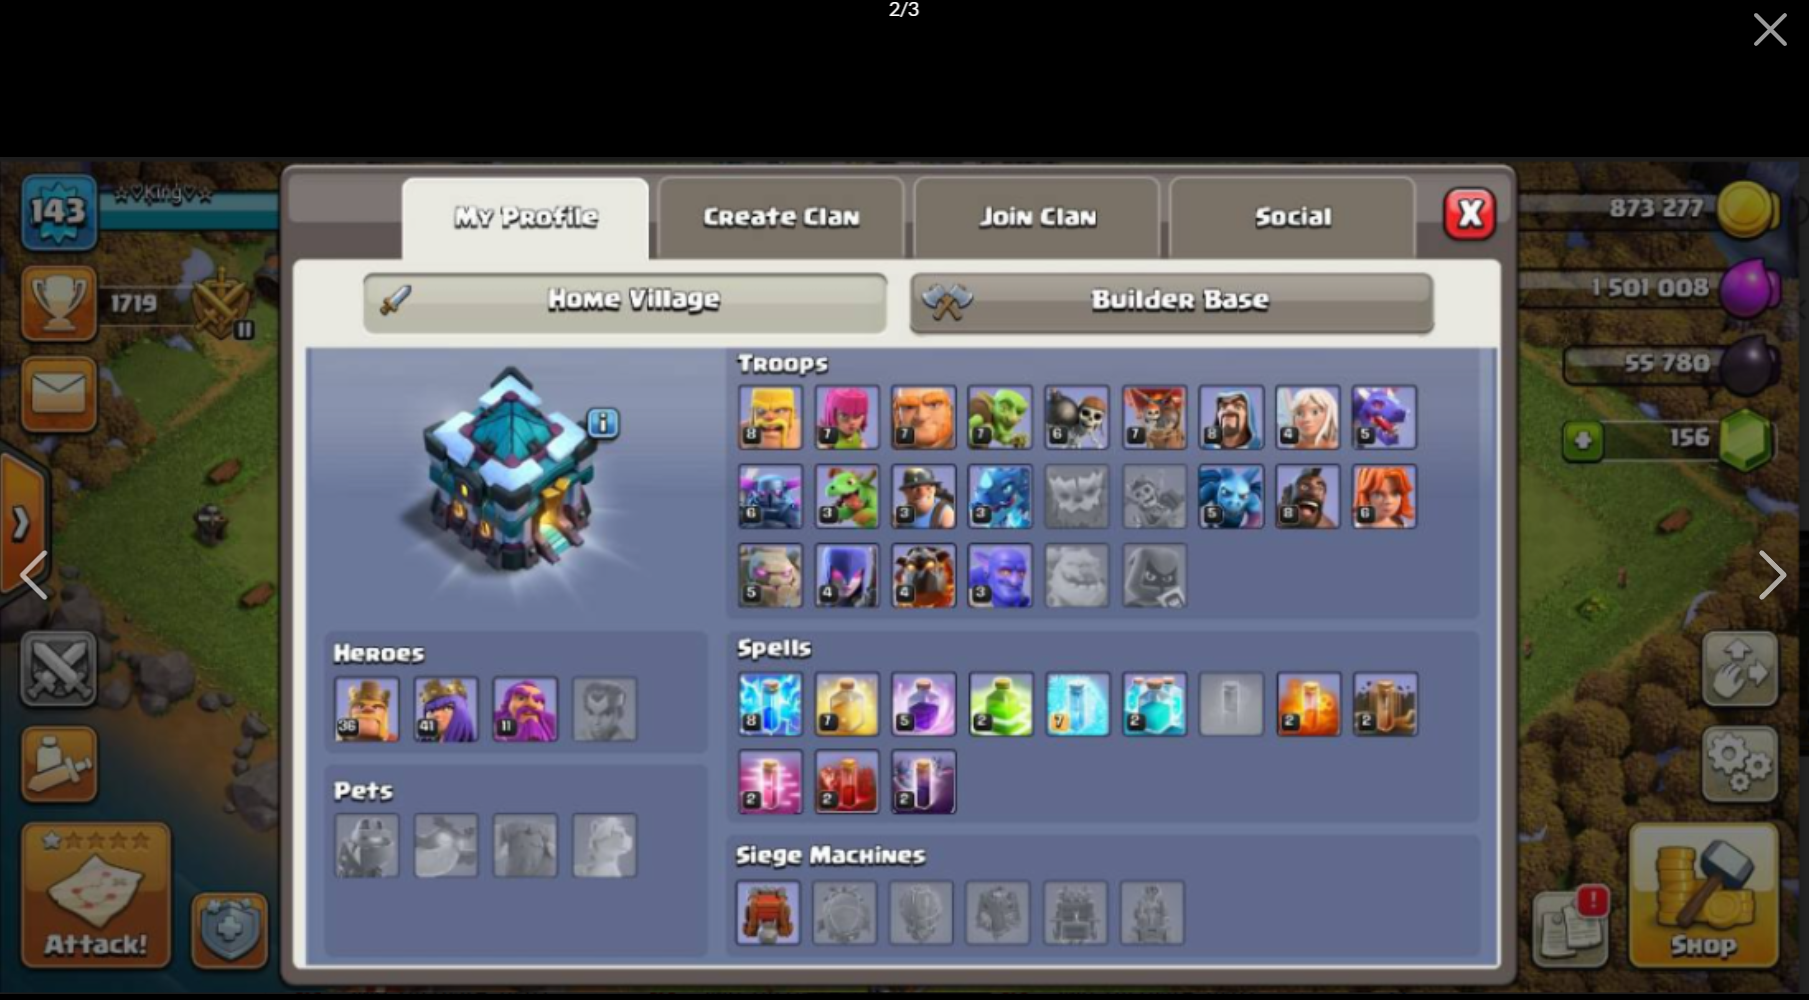 2/3
143
☆♡King♡☆
My Profile
Create Clan
Join Clan
Social
X
873 277
1719
II
Home Village
Builder Base
1 501 008
55 780
156
Troops
8 7 7 7 6 7 8 4 5
6 3 3 3 5 8 6
5 4 4 3
Heroes
36 41 11
Spells
8 7 5 2 7 2 2 2
2 2 2
Pets
Siege Machines
Attack!
!
Shop